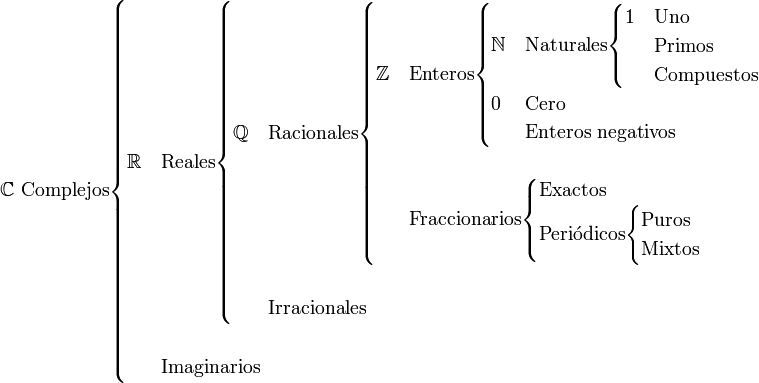 1 Uno
ℕ Naturales Primos
ℤ Enteros Compuestos
0 Cero
ℚ Racionales Enteros negativos
ℝ Reales
ℂ Complejos Exactos
Fraccionarios Puros
Periódicos
Mixtos
Irracionales
Imaginarios